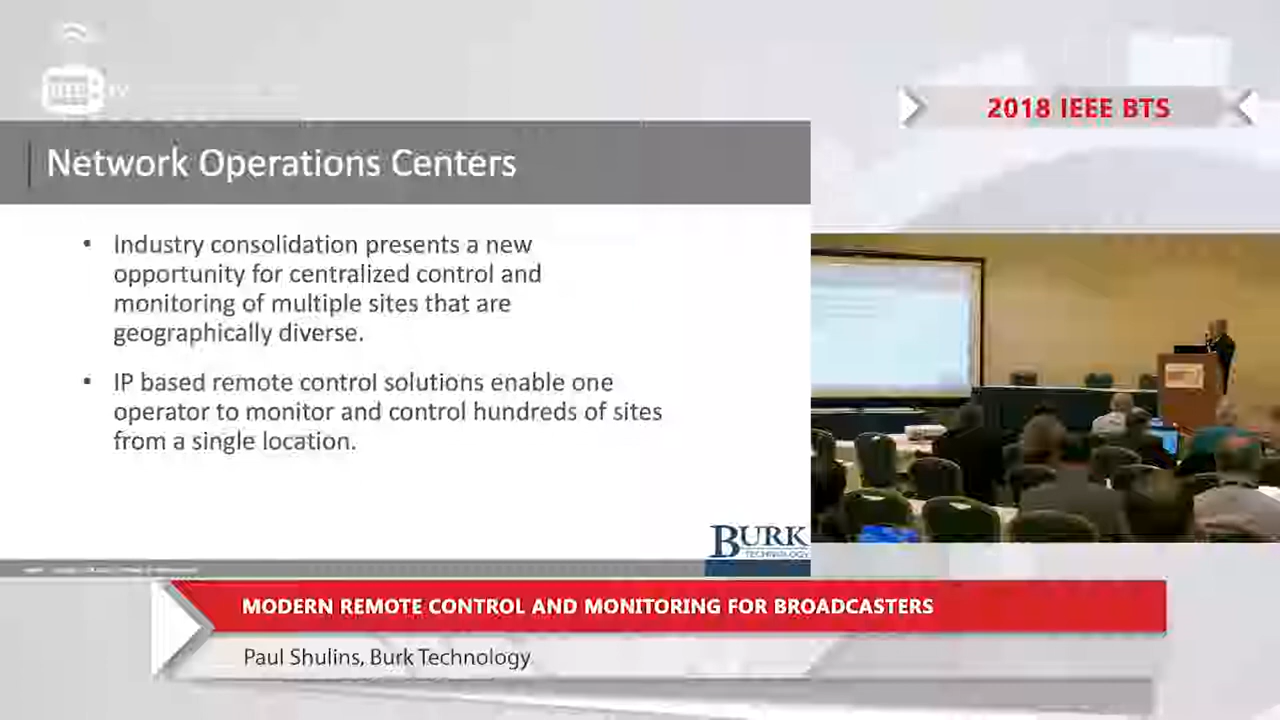 2018 IEEE BTS
Network Operations Centers
• Industry consolidation presents a new
opportunity for centralized control and
monitoring of multiple sites that are
geographically diverse.
• IP based remote control solutions enable one
operator to monitor and control hundreds of sites
from a single location.
BURK
TECHNOLOGY
MODERN REMOTE CONTROL AND MONITORING FOR BROADCASTERS
Paul Shulins, Burk Technology